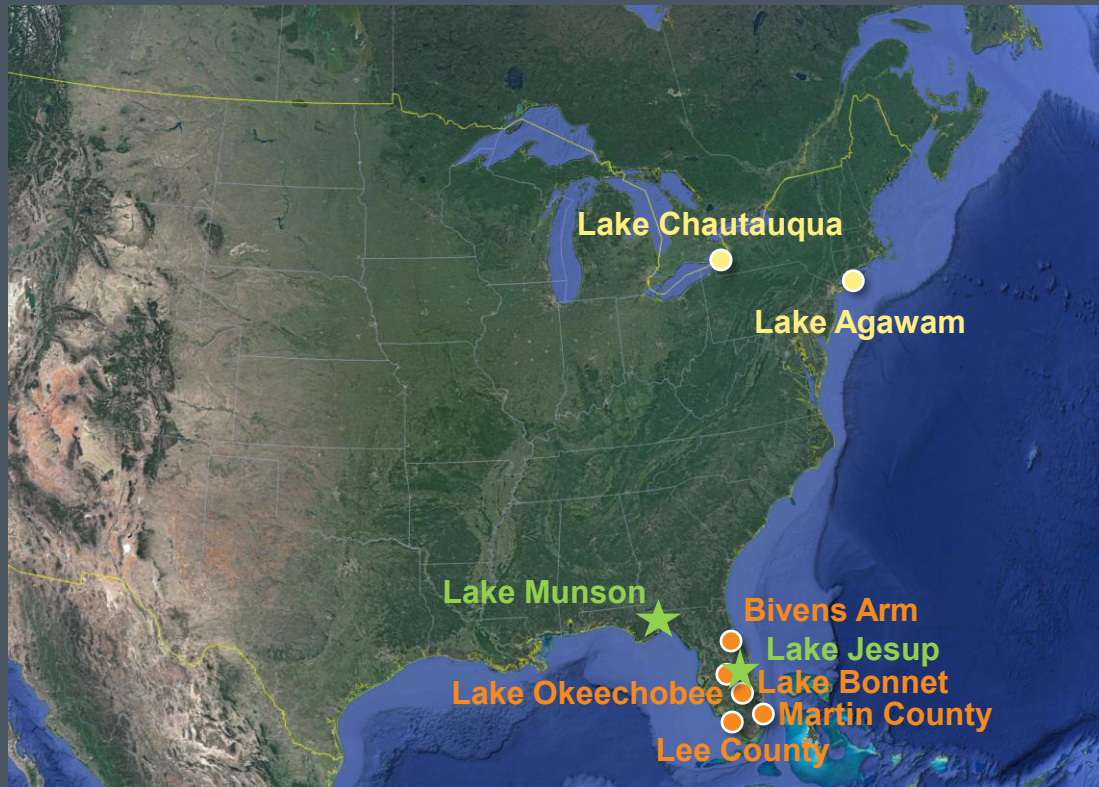 Lake Chautauqua
Lake Agawam
Lake Munson
Bivens Arm
Lake Jesup
Lake Bonnet
Lake Okeechobee
Martin County
Lee County